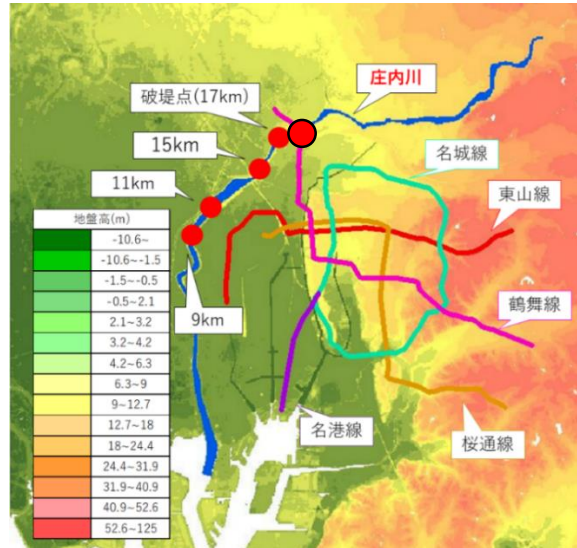 庄内川
破堤点(17km)
15km
名城線
11km
東山線
地盤高(m)
-10.6~
-10.6~-1.5
-1.5~-0.5
-0.5~2.1
2.1~3.2
3.2~4.2
4.2~6.3
6.3~9
9~12.7
12.7~18
18~24.4
24.4~31.9
31.9~40.9
40.9~52.6
52.6~125
9km
鶴舞線
名港線
桜通線